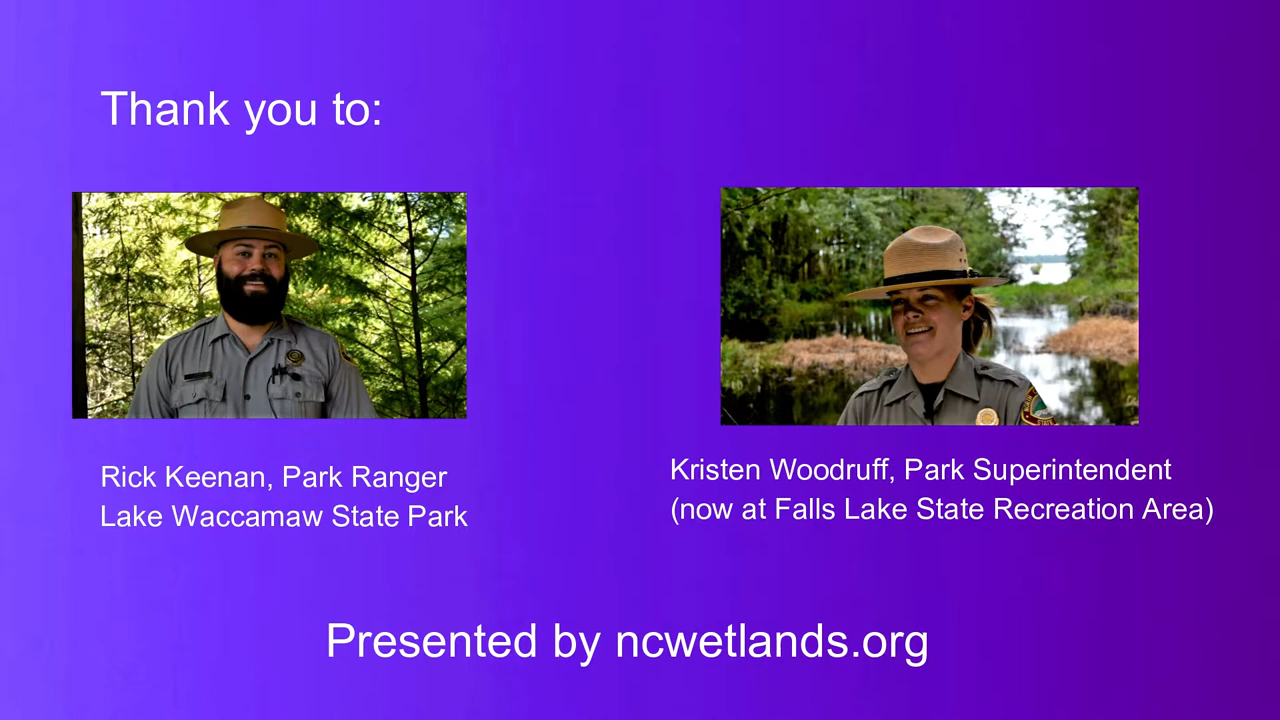 Thank you to:
Rick Keenan, Park Ranger
Lake Waccamaw State Park
Kristen Woodruff, Park Superintendent
(now at Falls Lake State Recreation Area)
Presented by ncwetlands.org